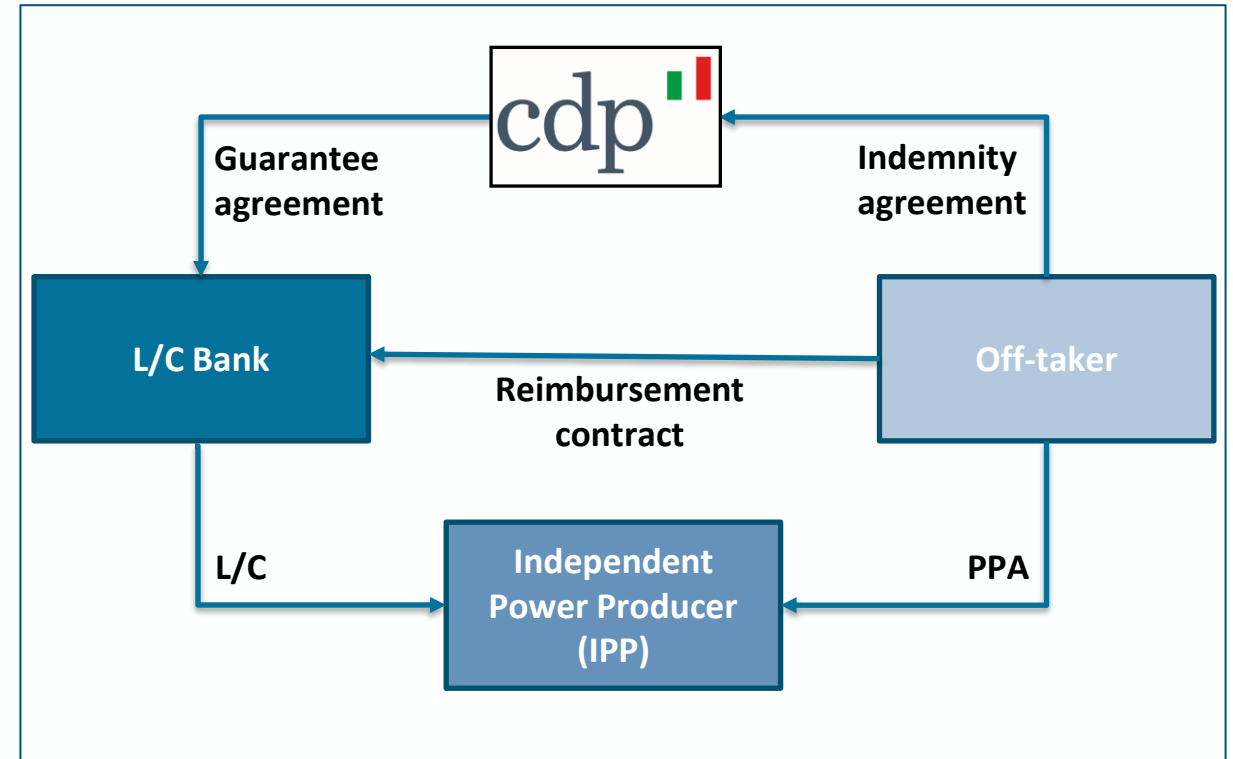 cdp
Guarantee
agreement
Indemnity
agreement
L/C Bank
Off-taker
Reimbursement
contract
L/C
Independent
Power Producer
(IPP)
PPA